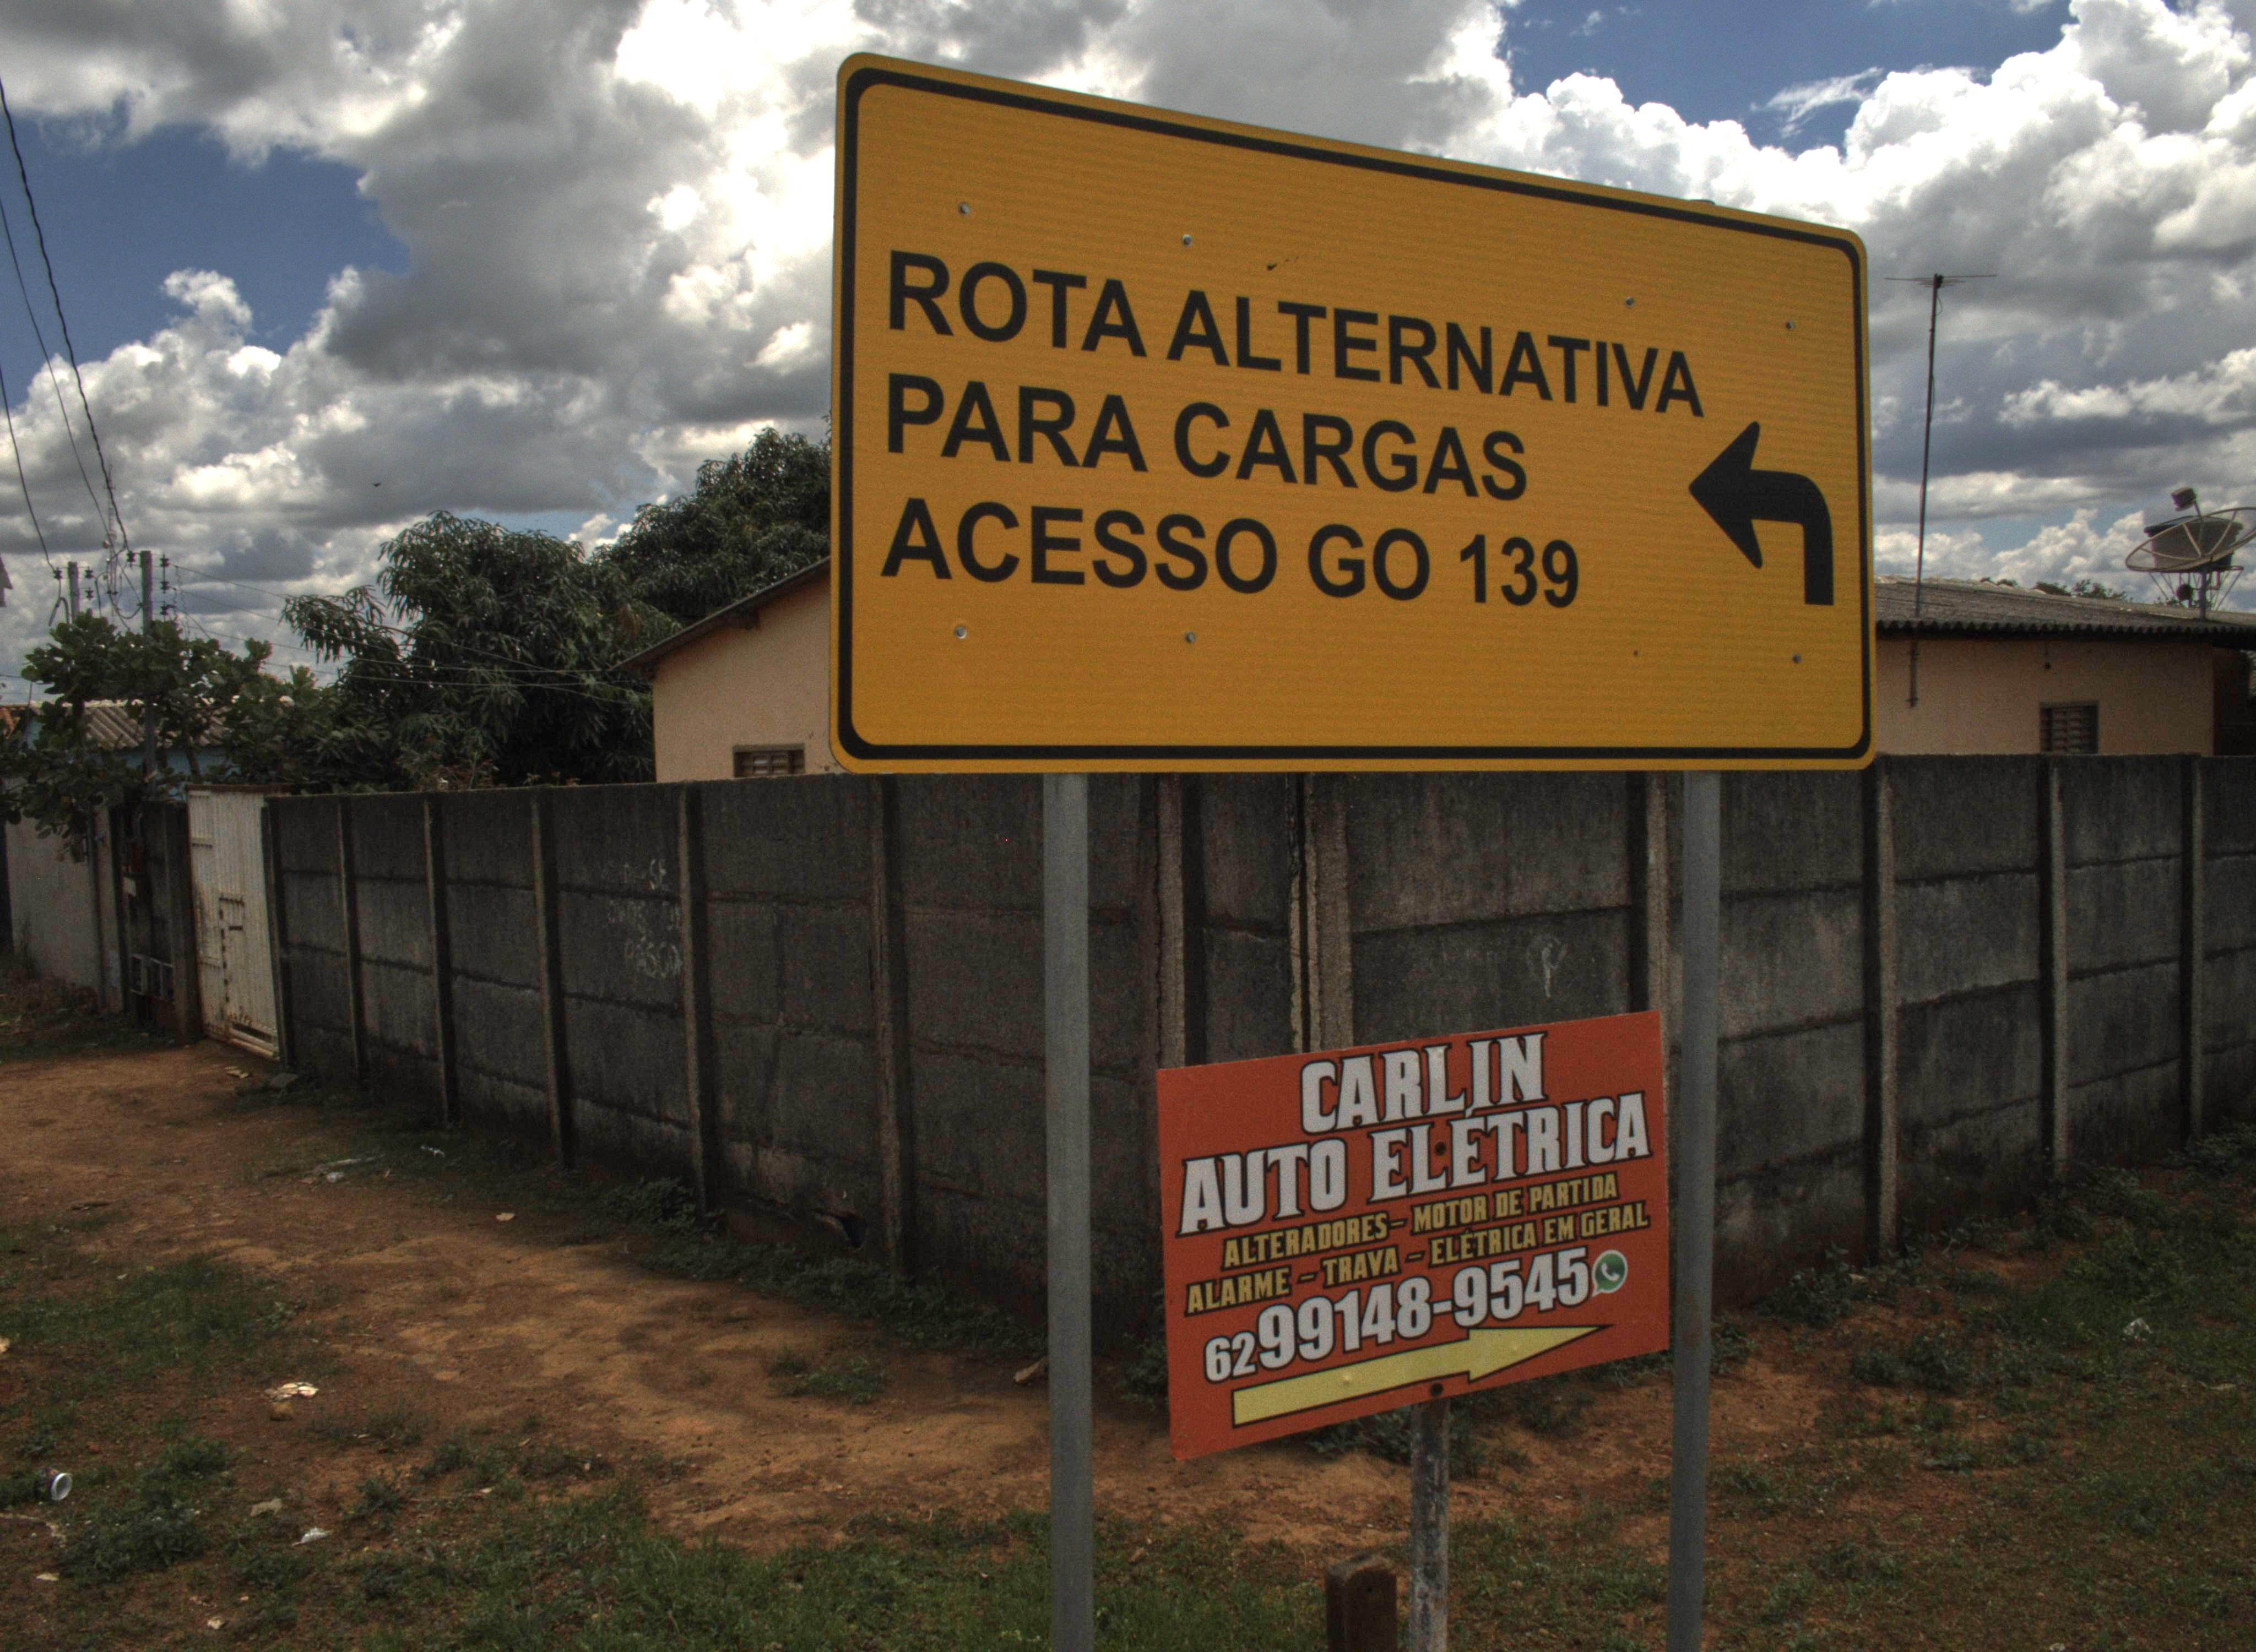 ROTA ALTERNATIVA
PARA CARGAS
ACESSO GO 139
CARLIN
AUTO ELÉTRICA
ALTERADORES - MOTOR DE PARTIDA
ALARME - TRAVA - ELÉTRICA EM GERAL
62 99148-9545